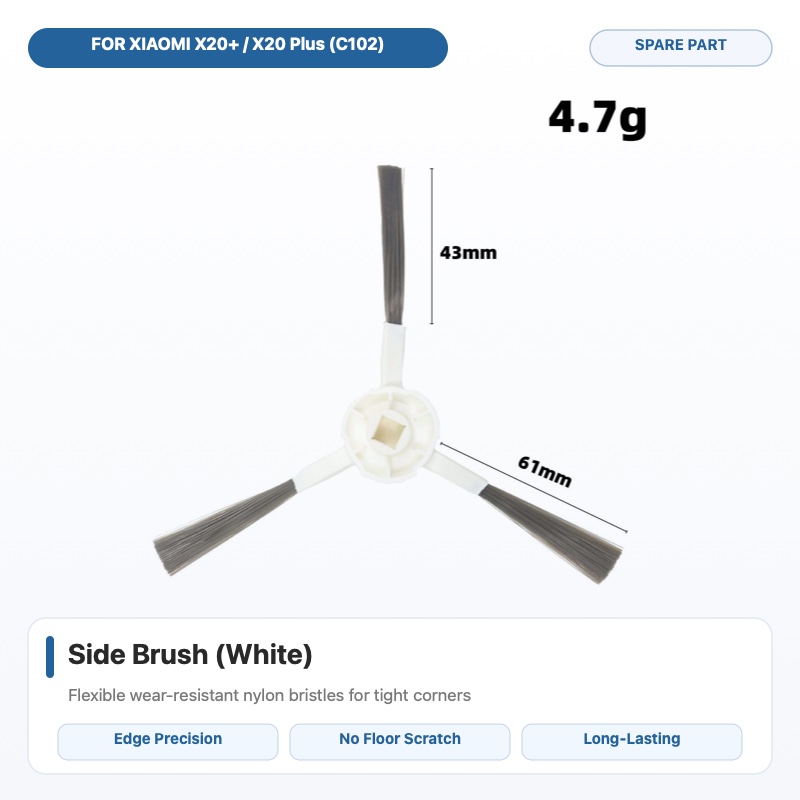 FOR XIAOMI X20+ / X20 Plus (C102)
SPARE PART
4.7g
43mm
61mm
Side Brush (White)
Flexible wear-resistant nylon bristles for tight corners
Edge Precision
No Floor Scratch
Long-Lasting